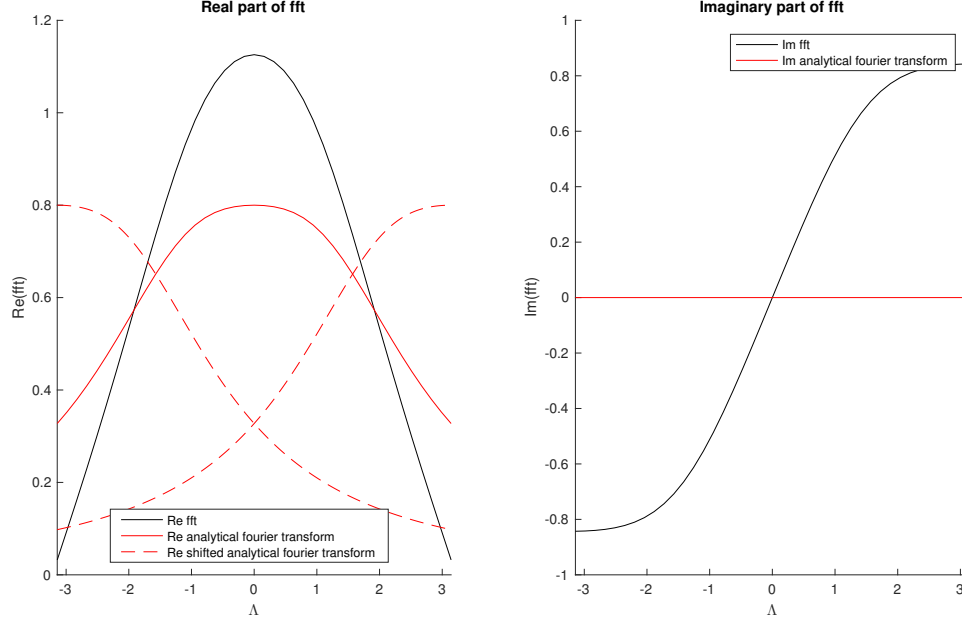 Real part of fft
1.2
1
0.8
0.6
0.4
0.2
0
Re(fft)
-3
-2
-1
0
1
2
3
Λ
Re fft
Re analytical fourier transform
Re shifted analytical fourier transform
Imaginary part of fft
1
0.8
0.6
0.4
0.2
0
-0.2
-0.4
-0.6
-0.8
-1
Im(fft)
-3
-2
-1
0
1
2
3
Λ
Im fft
Im analytical fourier transform